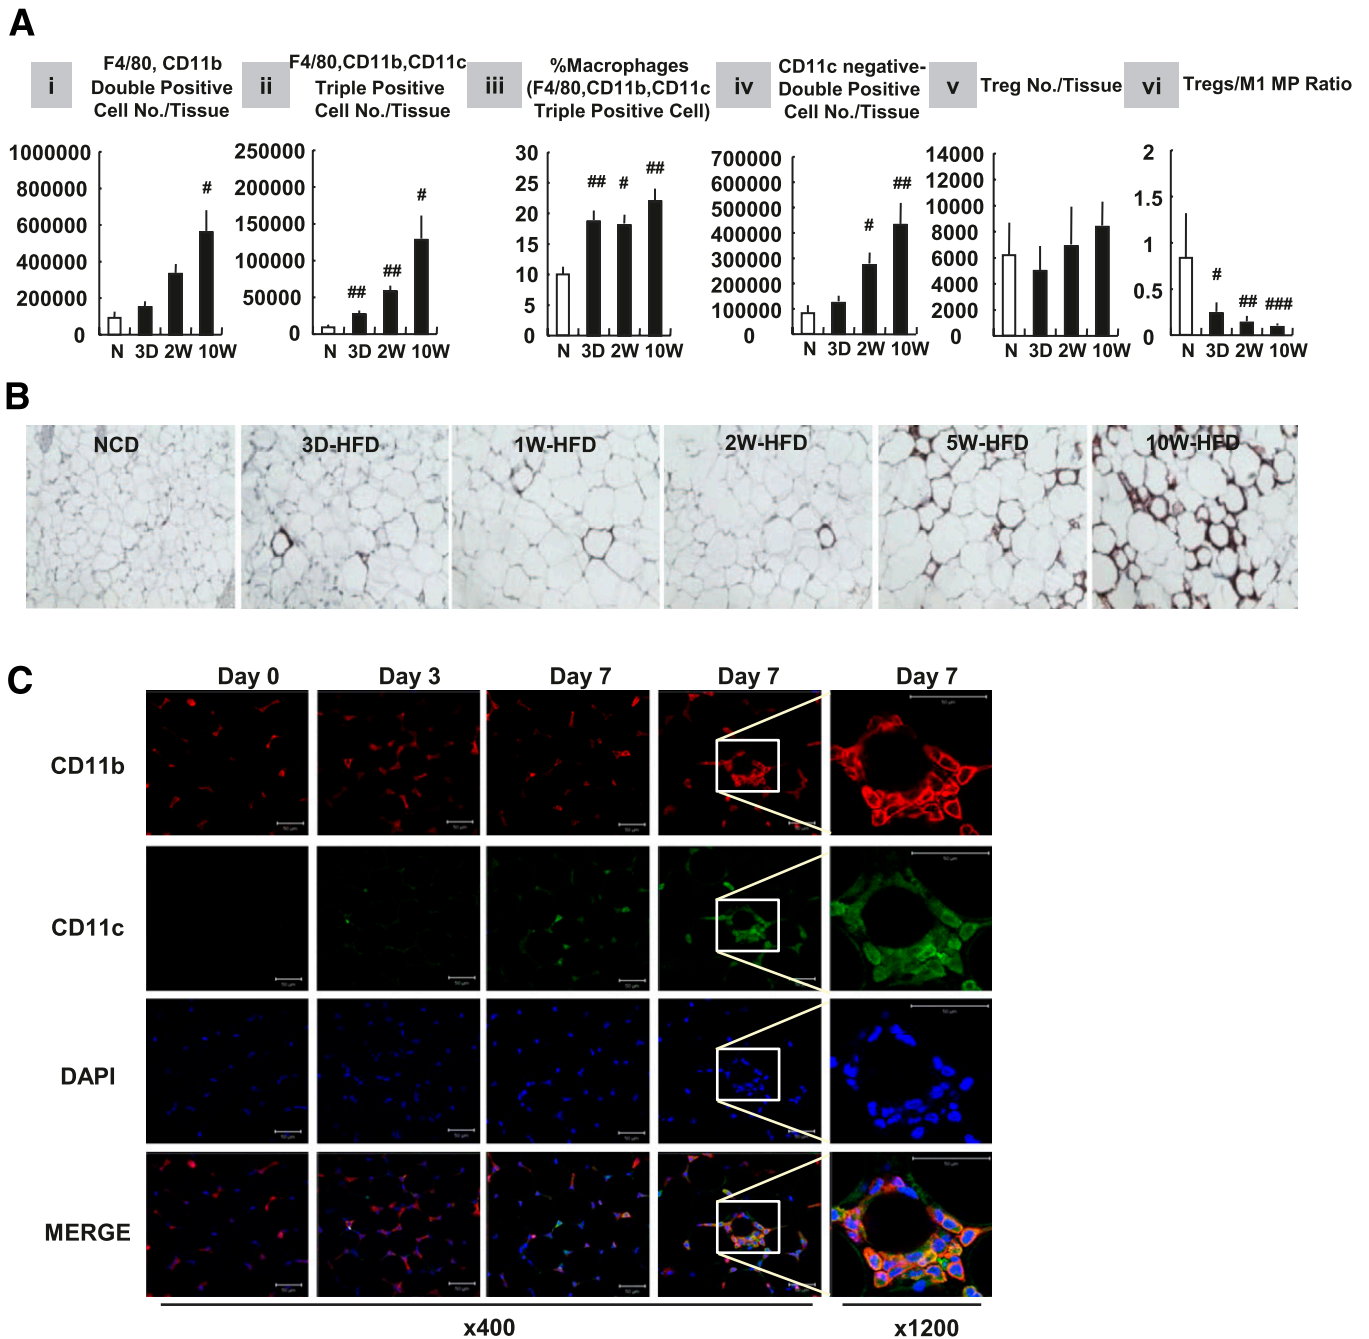 A
i
F4/80, CD11b
Double Positive
Cell No./Tissue
ii
F4/80,CD11b,CD11c
Triple Positive
Cell No./Tissue
iii
%Macrophages
(F4/80,CD11b,CD11c
Triple Positive Cell)
iv
CD11c negative-
Double Positive
Cell No./Tissue
v
Treg No./Tissue
vi
Tregs/M1 MP Ratio
1000000
800000
600000
400000
200000
0
#
N 3D 2W 10W
250000
200000
150000
100000
50000
0
## ## #
N 3D 2W 10W
30
25
20
15
10
5
0
## # ##
N 3D 2W 10W
700000
600000
500000
400000
300000
200000
100000
0
# ##
N 3D 2W 10W
14000
12000
10000
8000
6000
4000
2000
0
N 3D 2W 10W
2
1.5
1
0.5
0
# ## ###
N 3D 2W 10W
B
NCD 3D-HFD 1W-HFD 2W-HFD 5W-HFD 10W-HFD
C
Day 0 Day 3 Day 7 Day 7 Day 7
CD11b
CD11c
DAPI
MERGE
x400 x1200